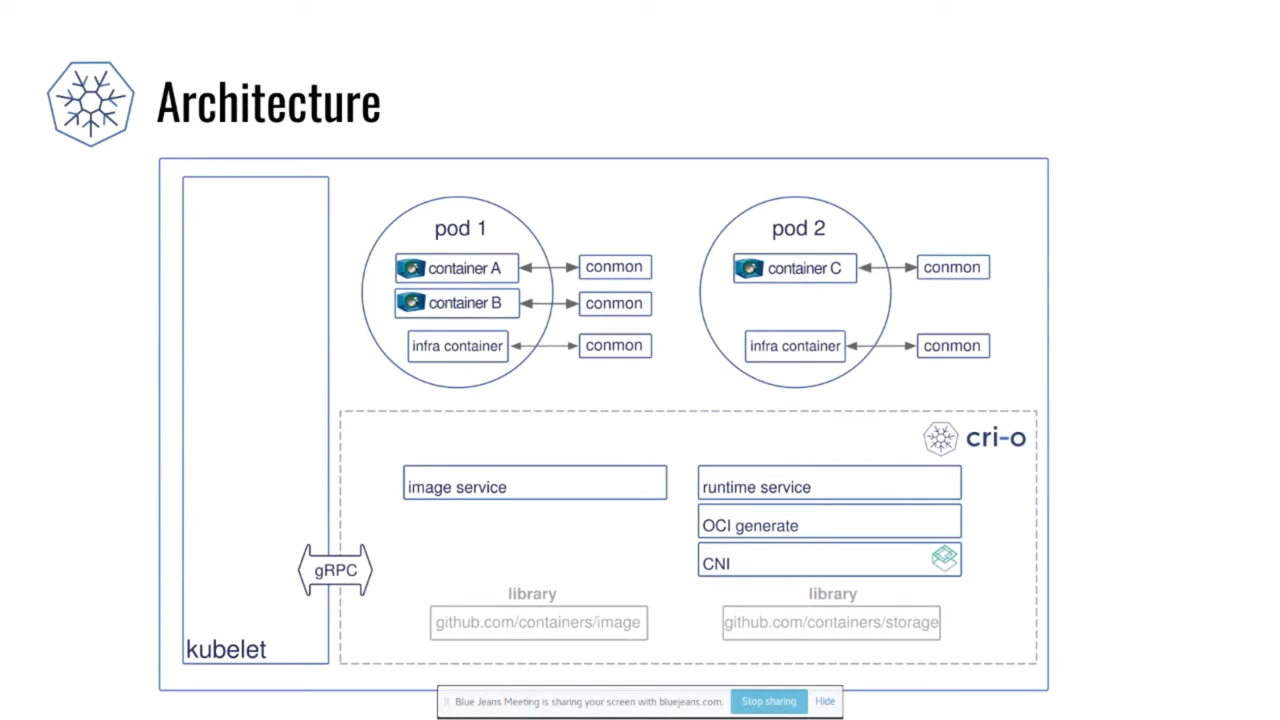 Architecture
pod 1
container A
conmon
container B
conmon
infra container
conmon
pod 2
container C
conmon
infra container
conmon
cri-o
image service
runtime service
OCI generate
CNI
gRPC
library
github.com/containers/image
library
github.com/containers/storage
kubelet
Blue Jeans Meeting is sharing your screen with bluejeans.com.
Stop sharing
Hide